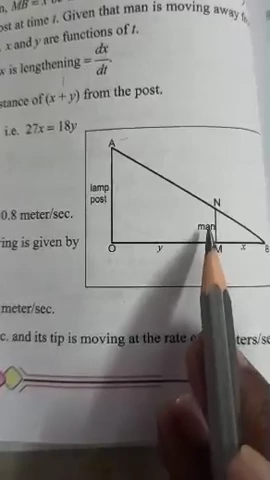 MB = x
ost at time t. Given that man is moving away
x and y are functions of t.
x is lengthening = dx/dt
stance of (x + y) from the post.
i.e. 27x = 18y
A
lamp
post
N
man
O y M x B
0.8 meter/sec.
ing is given by
meter/sec.
c. and its tip is moving at the rate ters/se